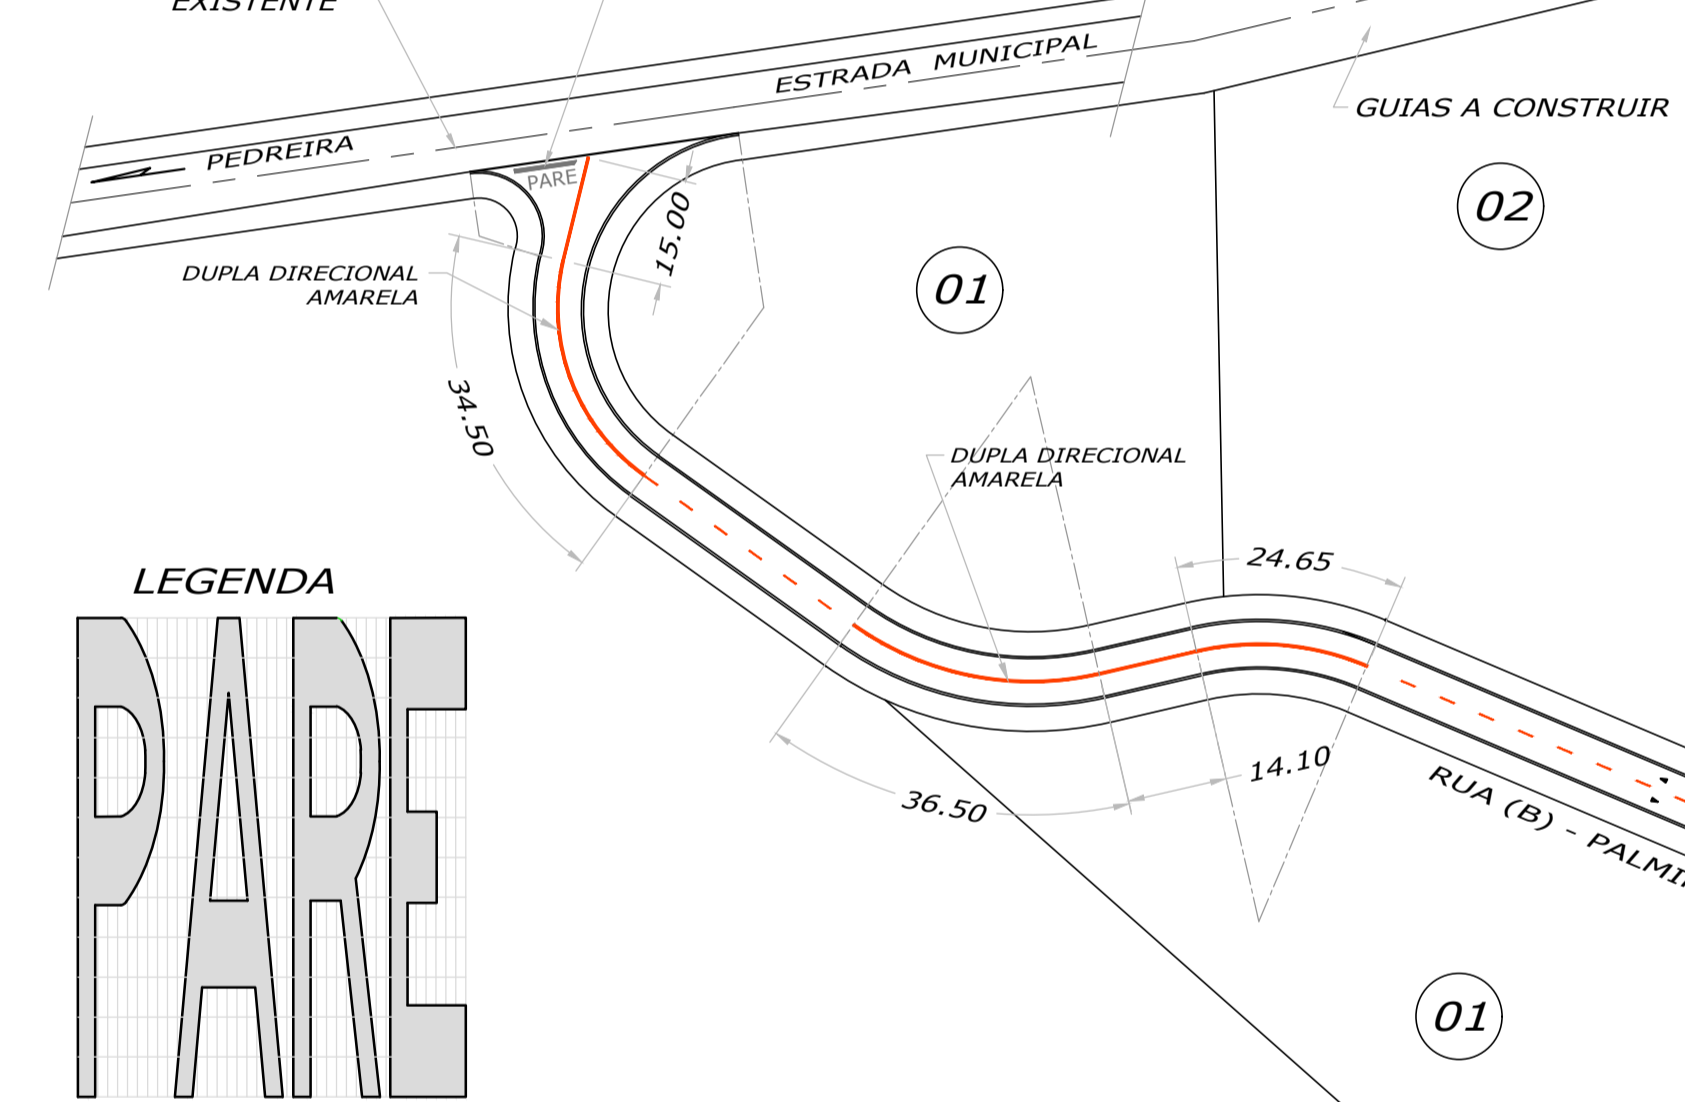 EXISTENTE
ESTRADA MUNICIPAL
GUIAS A CONSTRUIR
PEDREIRA
PARE
02
15.00
01
DUPLA DIRECIONAL
AMARELA
34.50
DUPLA DIRECIONAL
AMARELA
24.65
LEGENDA
PARE
14.10
36.50
RUA (B) - 
01